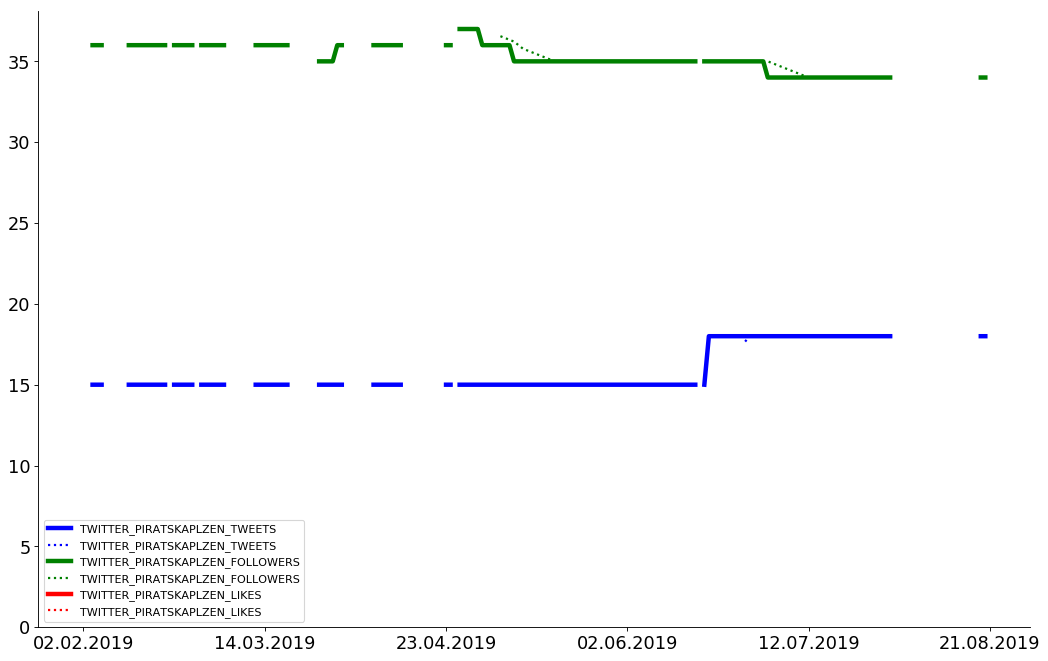 35
30
25
20
15
10
5
0
TWITTER_PIRATSKAPLZEN_TWEETS
TWITTER_PIRATSKAPLZEN_TWEETS
TWITTER_PIRATSKAPLZEN_FOLLOWERS
TWITTER_PIRATSKAPLZEN_FOLLOWERS
TWITTER_PIRATSKAPLZEN_LIKES
TWITTER_PIRATSKAPLZEN_LIKES
02.02.2019 14.03.2019 23.04.2019 02.06.2019 12.07.2019 21.08.2019